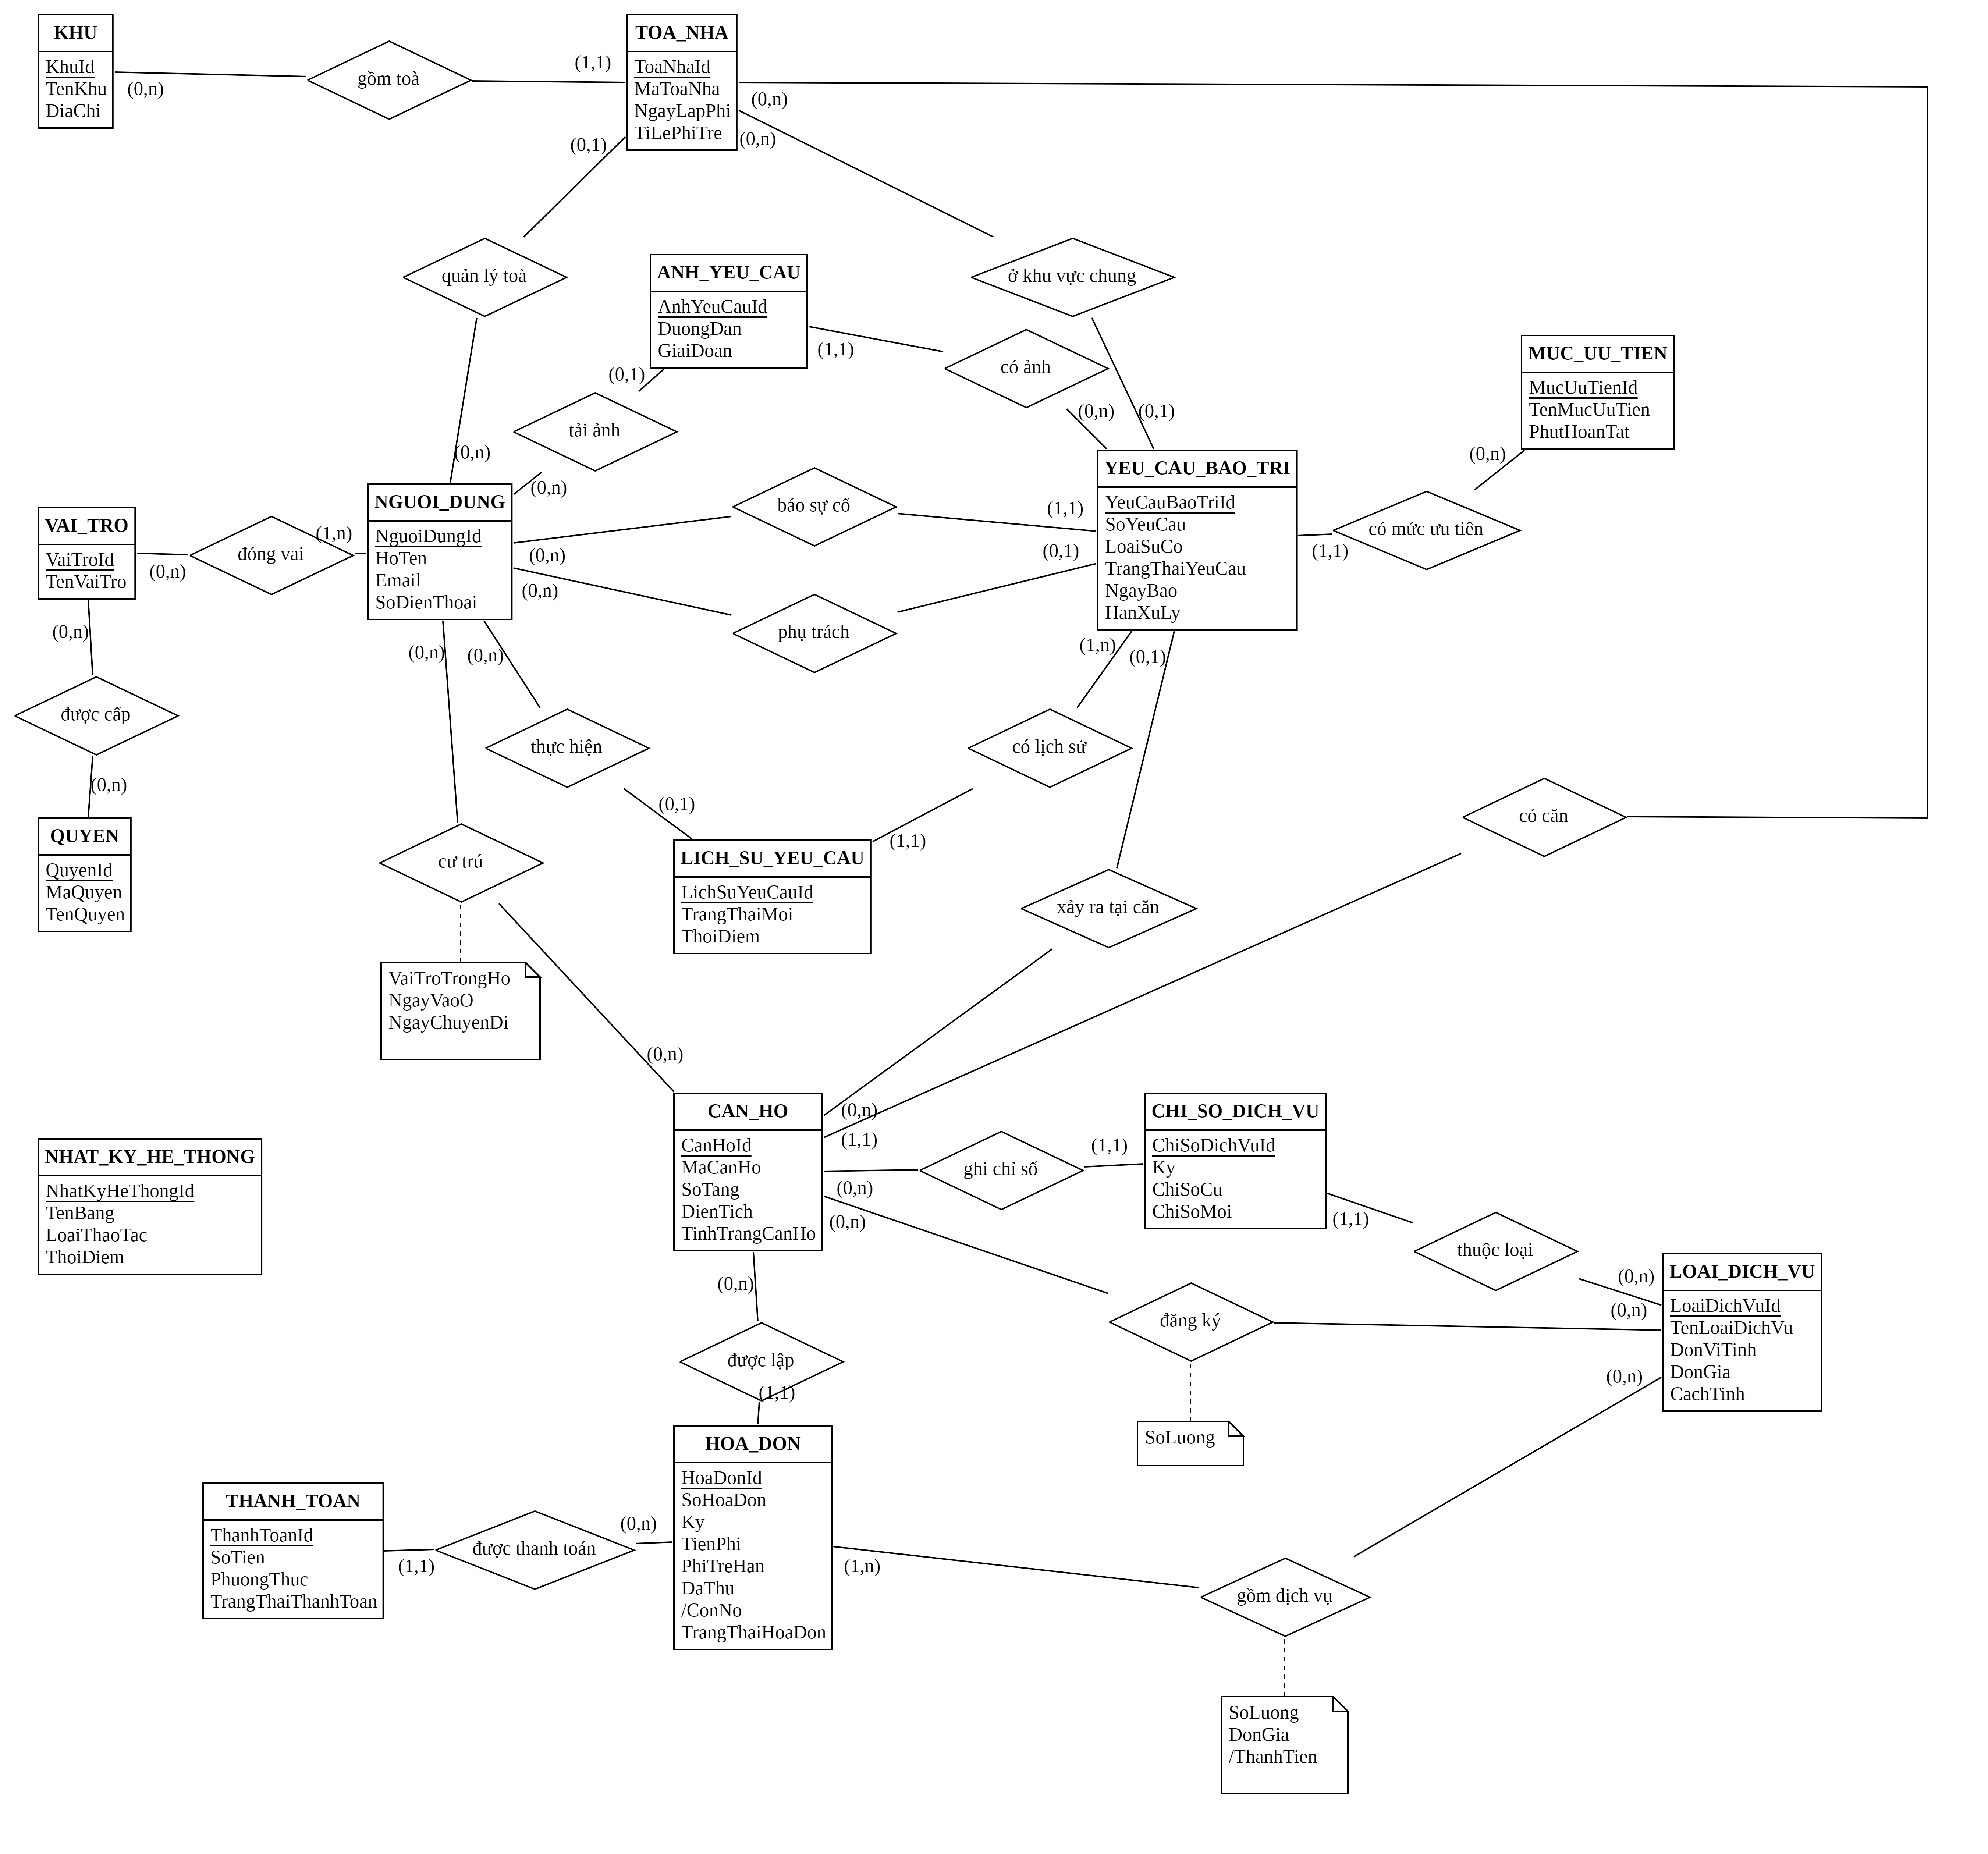 KHU
KhuId
TenKhu
DiaChi
(0,n)
gồm toà
(1,1)
TOA_NHA
ToaNhaId
MaToaNha
NgayLapPhi
TiLePhiTre
(0,n)
(0,n)
(0,1)
quản lý toà
(0,n)
ANH_YEU_CAU
AnhYeuCauId
DuongDan
GiaiDoan
(1,1)
(0,1)
ở khu vực chung
(0,1)
có ảnh
(0,n)
tải ảnh
(0,n)
MUC_UU_TIEN
MucUuTienId
TenMucUuTien
PhutHoanTat
(0,n)
có mức ưu tiên
(1,1)
YEU_CAU_BAO_TRI
YeuCauBaoTriId
SoYeuCau
LoaiSuCo
TrangThaiYeuCau
NgayBao
HanXuLy
(1,1)
(0,1)
(1,n)
(0,1)
báo sự cố
phụ trách
NGUOI_DUNG
NguoiDungId
HoTen
Email
SoDienThoai
(1,n)
(0,n)
(0,n)
(0,n)
(0,n)
VAI_TRO
VaiTroId
TenVaiTro
(0,n)
đóng vai
(0,n)
được cấp
(0,n)
QUYEN
QuyenId
MaQuyen
TenQuyen
thực hiện
(0,1)
có lịch sử
(1,1)
LICH_SU_YEU_CAU
LichSuYeuCauId
TrangThaiMoi
ThoiDiem
cư trú
VaiTroTrongHo
NgayVaoO
NgayChuyenDi
(0,n)
xảy ra tại căn
có căn
NHAT_KY_HE_THONG
NhatKyHeThongId
TenBang
LoaiThaoTac
ThoiDiem
CAN_HO
CanHoId
MaCanHo
SoTang
DienTich
TinhTrangCanHo
(0,n)
(1,1)
(0,n)
(0,n)
(0,n)
ghi chỉ số
(1,1)
CHI_SO_DICH_VU
ChiSoDichVuId
Ky
ChiSoCu
ChiSoMoi
(1,1)
thuộc loại
(0,n)
(0,n)
(0,n)
LOAI_DICH_VU
LoaiDichVuId
TenLoaiDichVu
DonViTinh
DonGia
CachTinh
đăng ký
SoLuong
được lập
(1,1)
HOA_DON
HoaDonId
SoHoaDon
Ky
TienPhi
PhiTreHan
DaThu
/ConNo
TrangThaiHoaDon
(0,n)
(1,n)
THANH_TOAN
ThanhToanId
SoTien
PhuongThuc
TrangThaiThanhToan
(1,1)
được thanh toán
gồm dịch vụ
SoLuong
DonGia
/ThanhTien